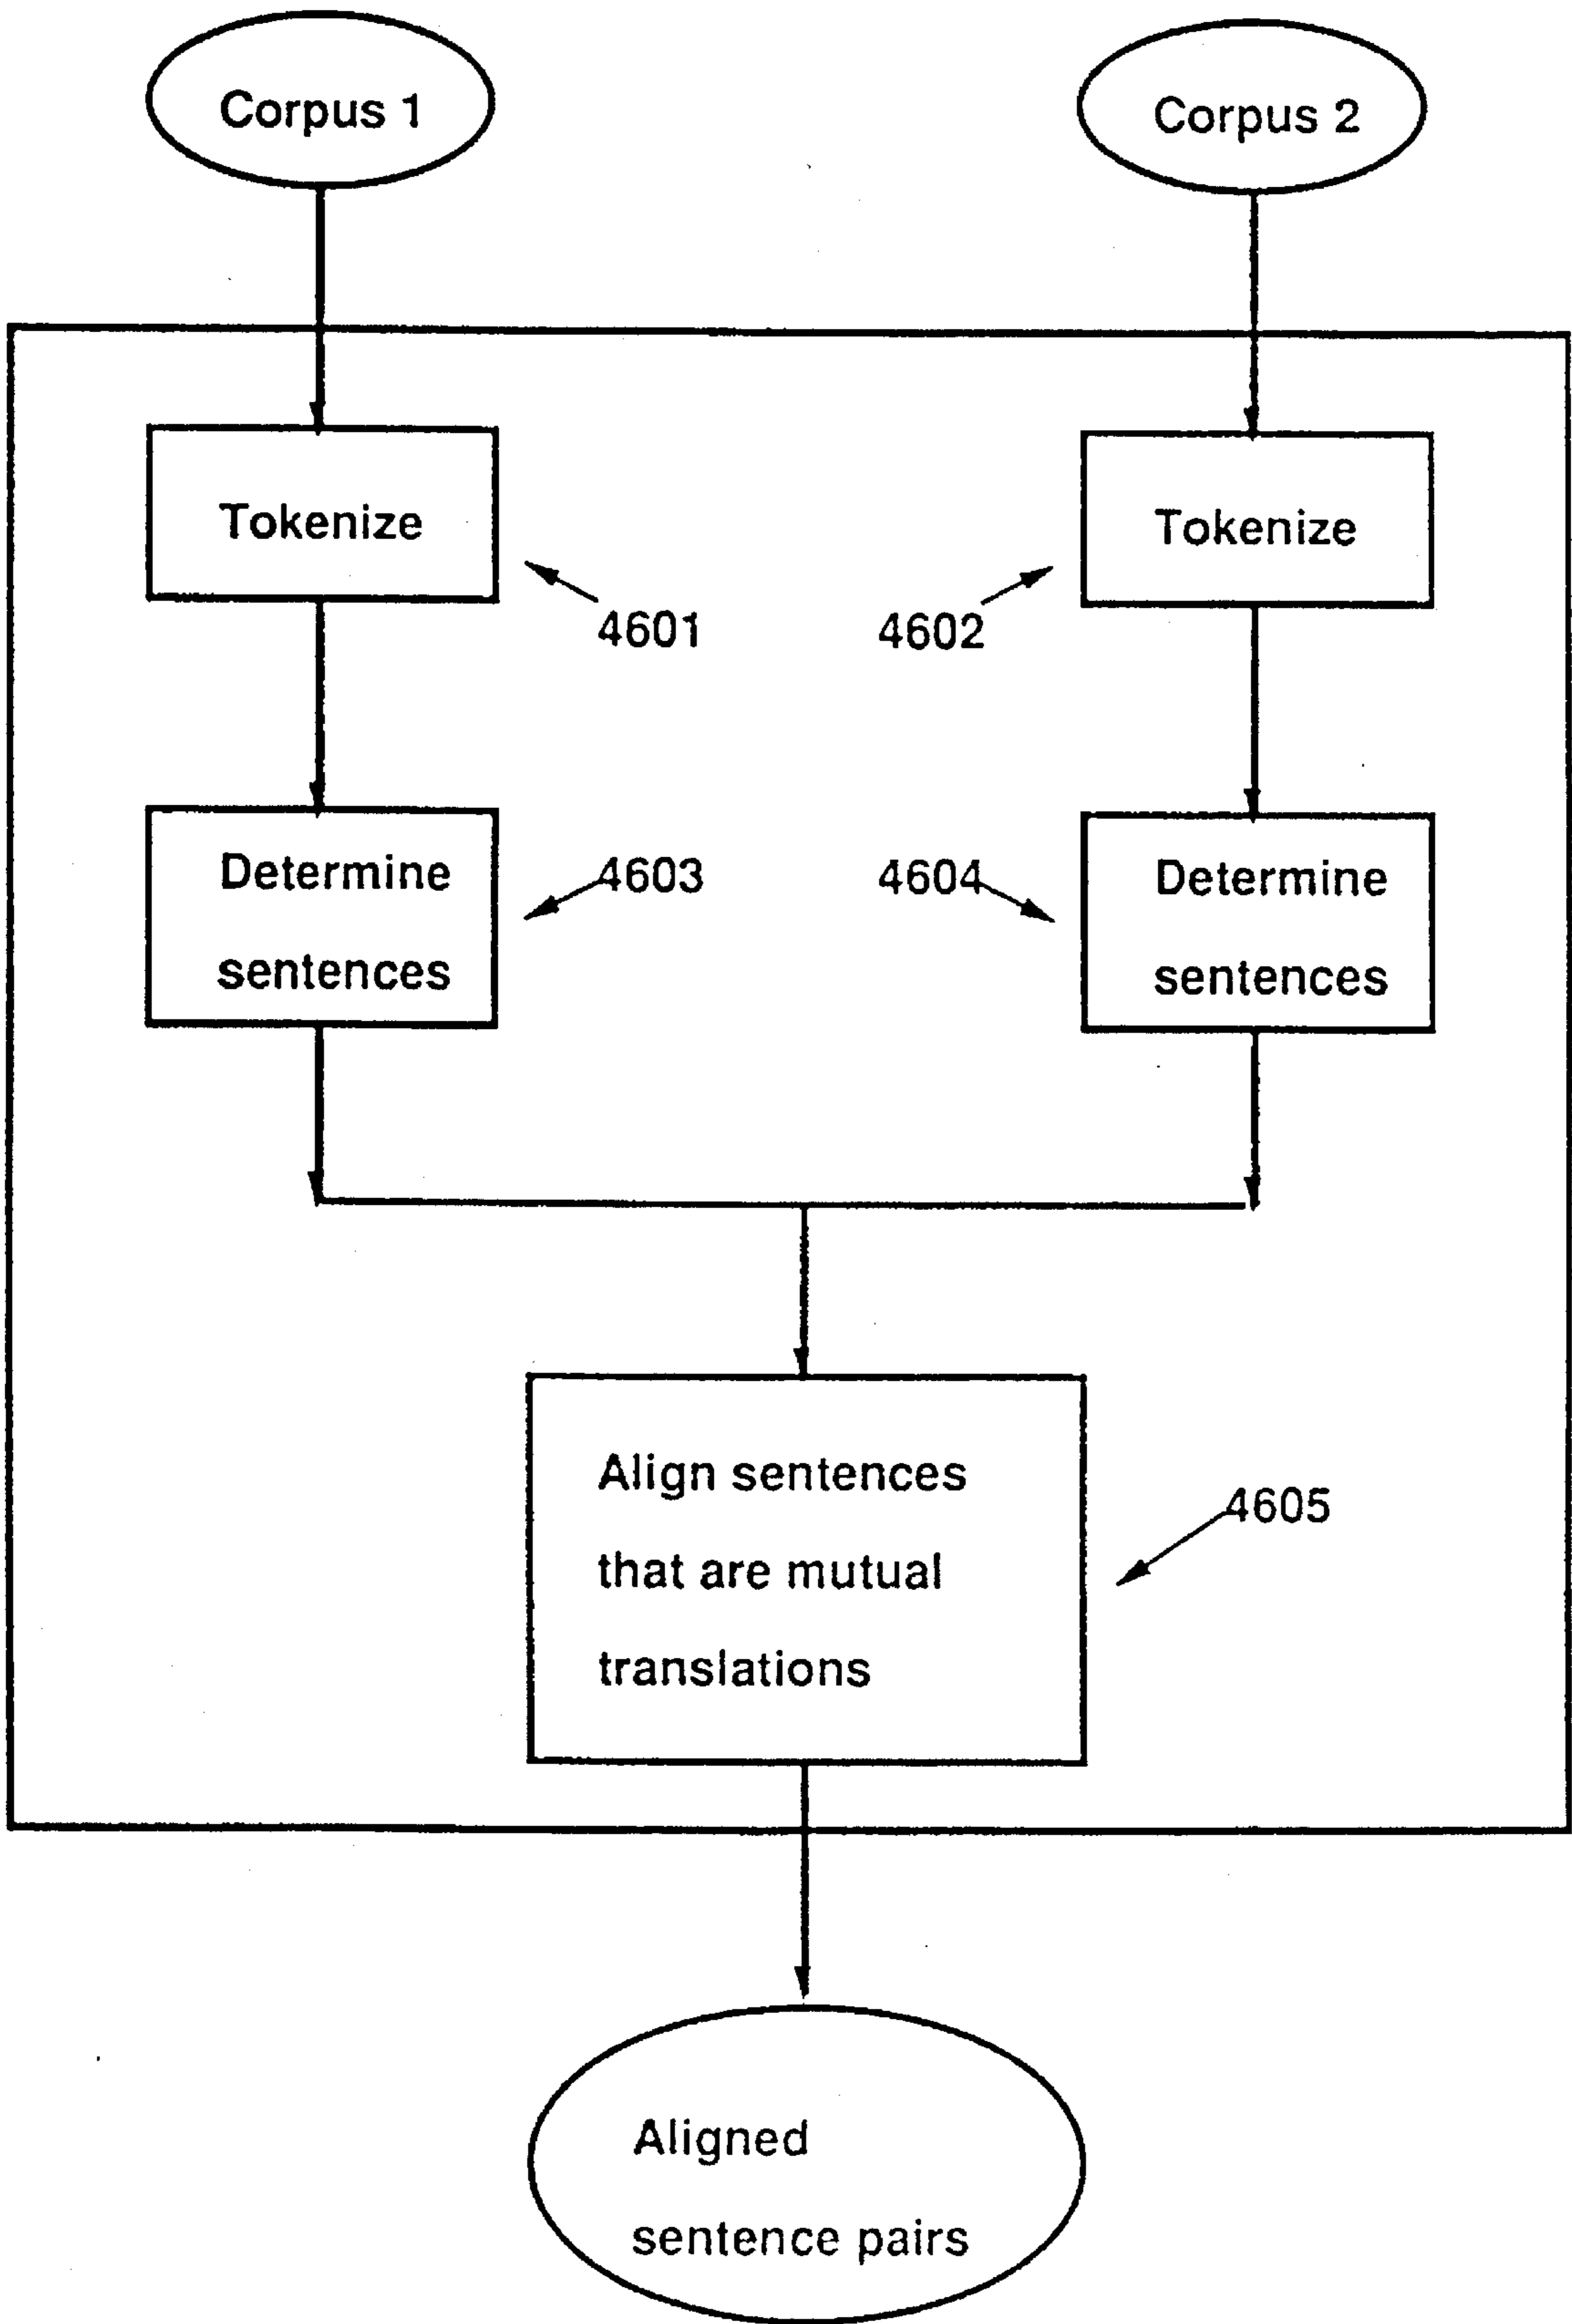 Corpus 1
Corpus 2
Tokenize
Tokenize
4601
4602
Determine
sentences
4603
4604
Determine
sentences
Align sentences
that are mutual
translations
4605
Aligned
sentence pairs